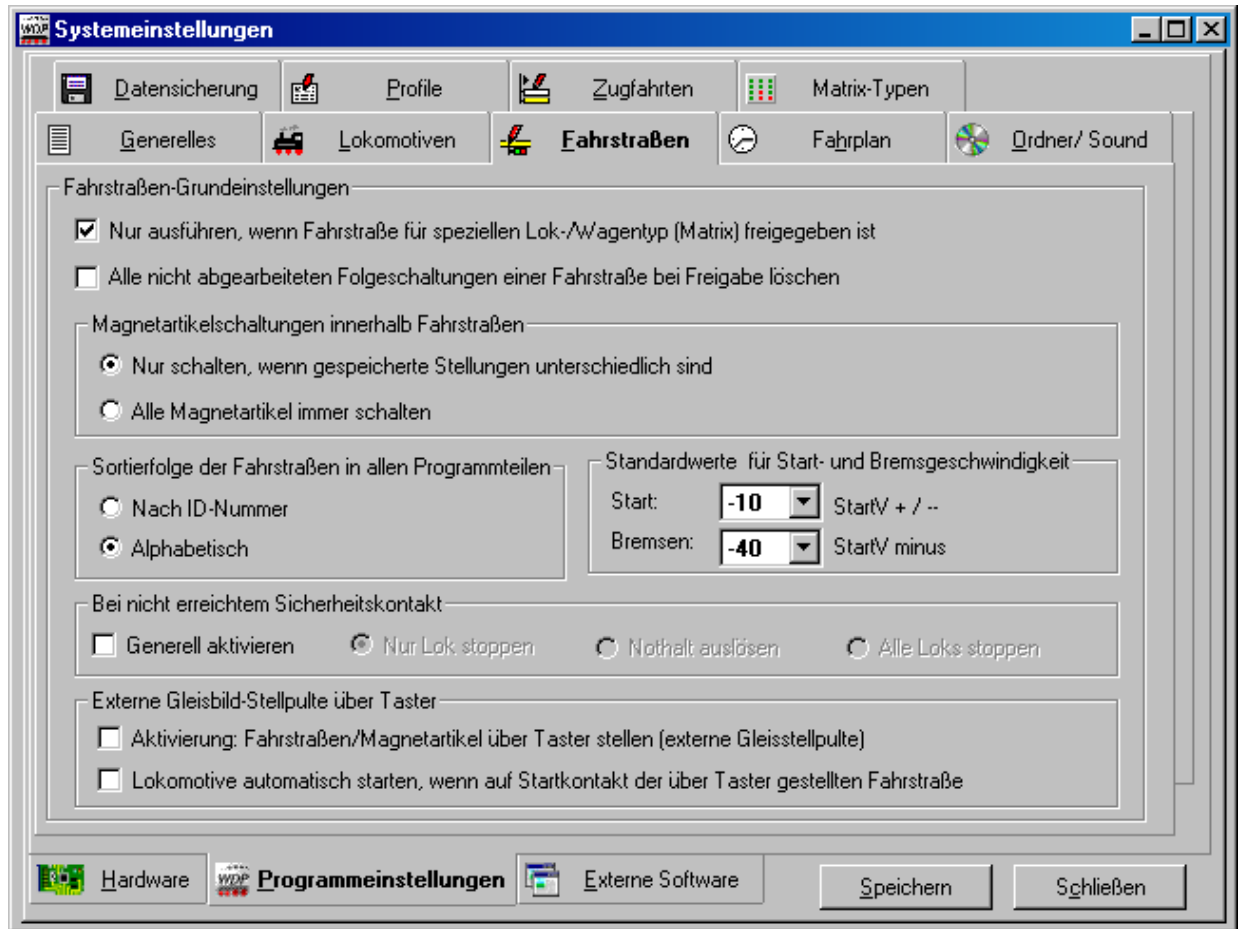 WDP Systemeinstellungen
Datensicherung Profile Zugfahrten Matrix-Typen
Generelles Lokomotiven Fahrstraßen Fahrplan Ordner/ Sound
Fahrstraßen-Grundeinstellungen
Nur ausführen, wenn Fahrstraße für speziellen Lok-/Wagentyp (Matrix) freigegeben ist
Alle nicht abgearbeiteten Folgeschaltungen einer Fahrstraße bei Freigabe löschen
Magnetartikelschaltungen innerhalb Fahrstraßen
Nur schalten, wenn gespeicherte Stellungen unterschiedlich sind
Alle Magnetartikel immer schalten
Sortierfolge der Fahrstraßen in allen Programmteilen
Nach ID-Nummer
Alphabetisch
Standardwerte für Start- und Bremsgeschwindigkeit
Start: -10 StartV + / --
Bremsen: -40 StartV minus
Bei nicht erreichtem Sicherheitskontakt
Generell aktivieren Nur Lok stoppen Nothalt auslösen Alle Loks stoppen
Externe Gleisbild-Stellpulte über Taster
Aktivierung: Fahrstraßen/Magnetartikel über Taster stellen (externe Gleisstellpulte)
Lokomotive automatisch starten, wenn auf Startkontakt der über Taster gestellten Fahrstraße
Hardware WDP Programmeinstellungen Externe Software Speichern Schließen